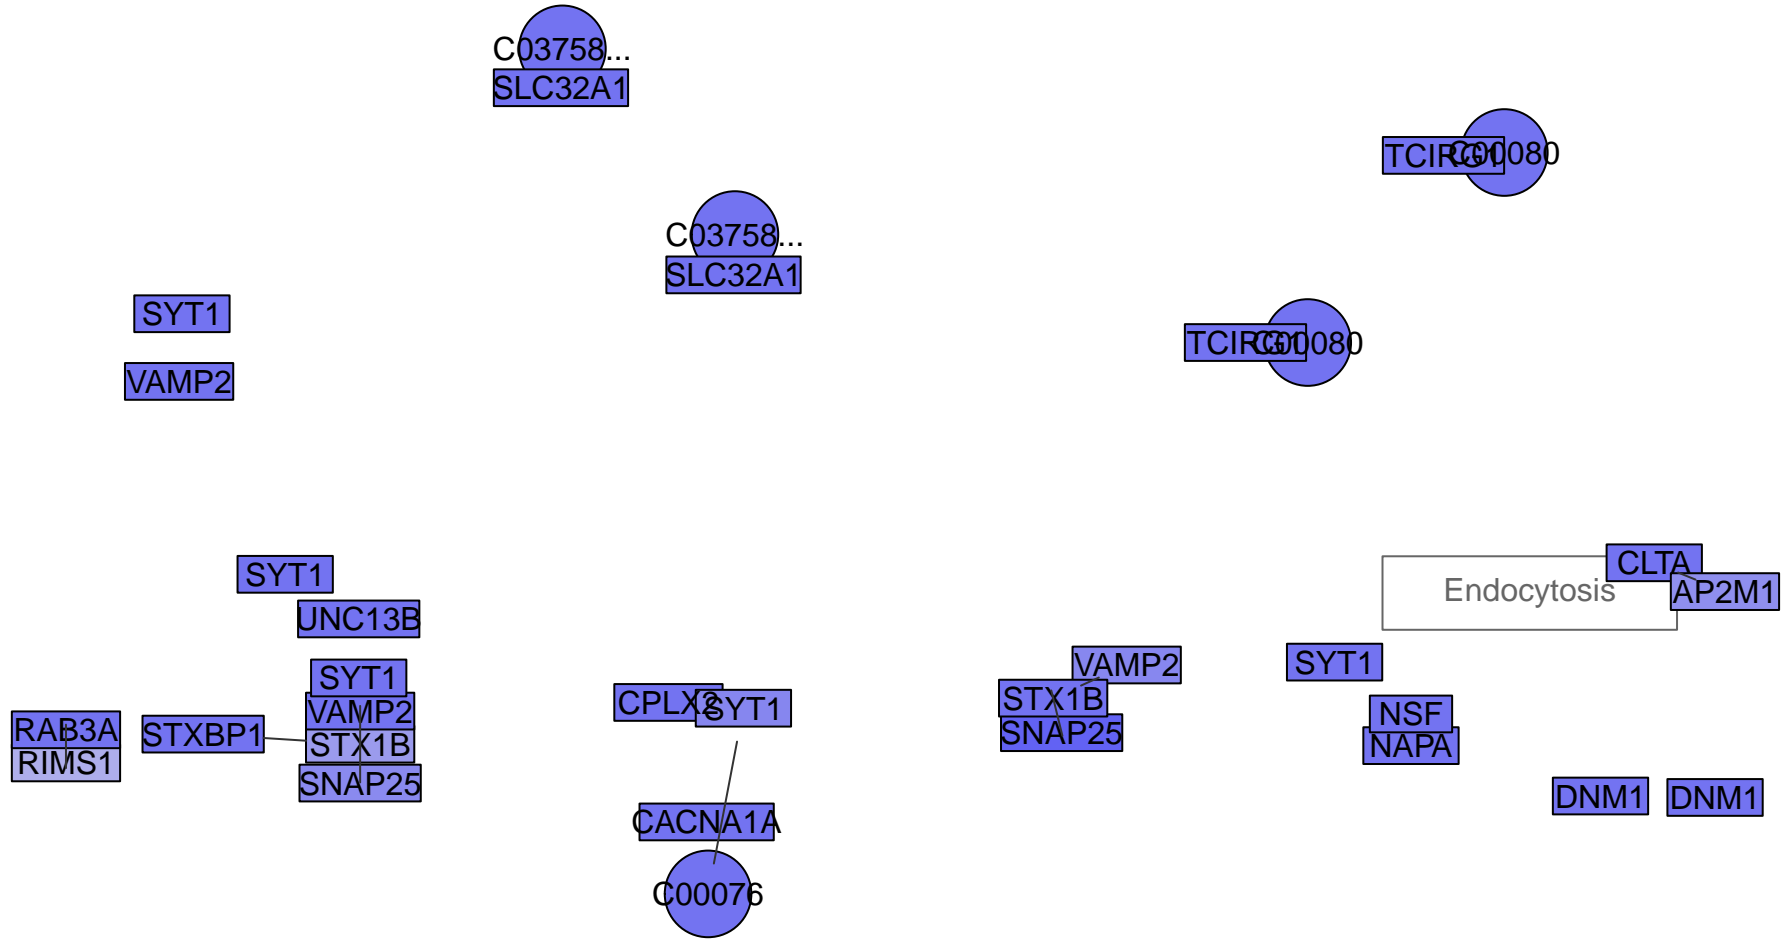 C03758...
SLC32A1
TCIRG1
C00080
C03758...
SLC32A1
SYT1
TCIRG1
C00080
VAMP2
SYT1
CLTA
Endocytosis
AP2M1
UNC13B
SYT1
VAMP2
SYT1
CPLX2
SYT1
STX1B
VAMP2
NSF
RAB3A
STXBP1
STX1B
SNAP25
NAPA
RIMS1
SNAP25
DNM1
DNM1
CACNA1A
C00076